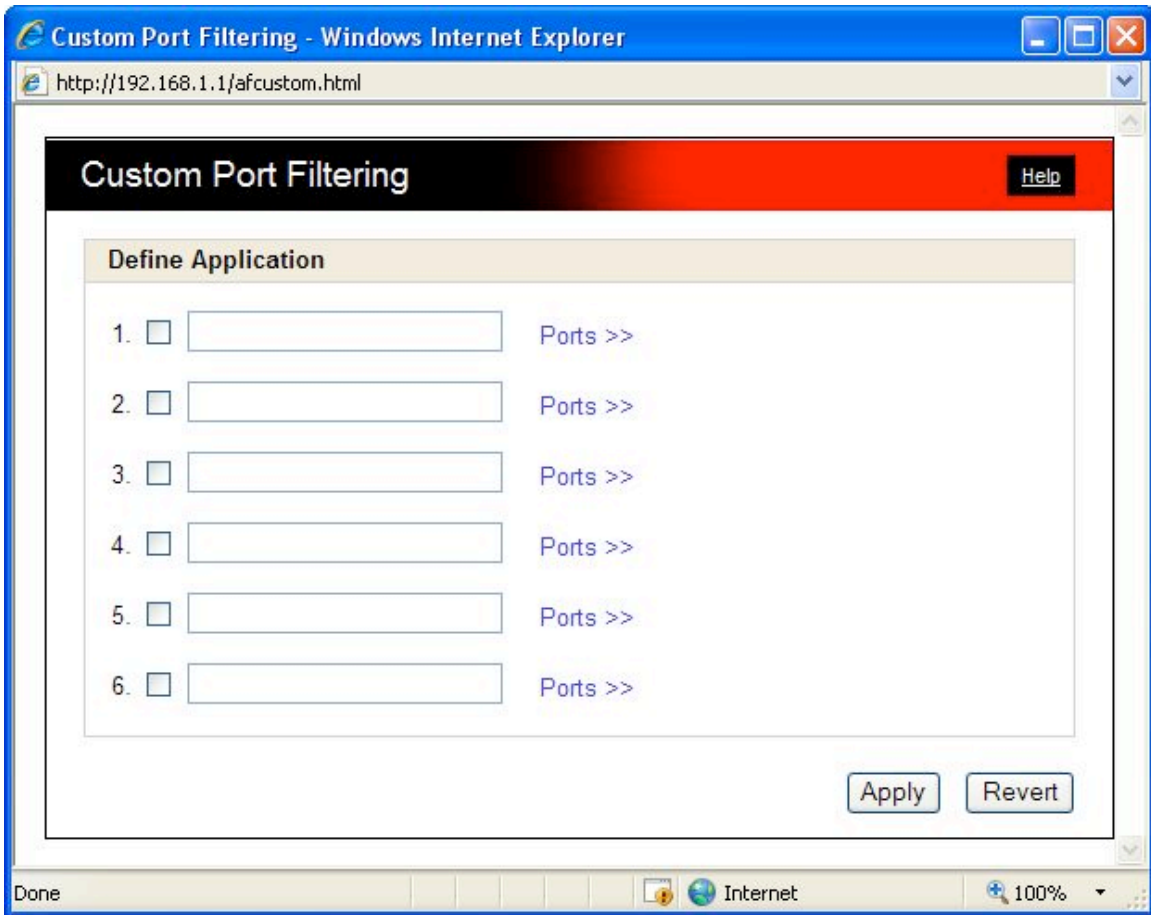 Custom Port Filtering - Windows Internet Explorer
http://192.168.1.1/afcustom.html
Custom Port Filtering
Help
Define Application
1. Ports >>
2. Ports >>
3. Ports >>
4. Ports >>
5. Ports >>
6. Ports >>
Apply Revert
Done Internet 100%